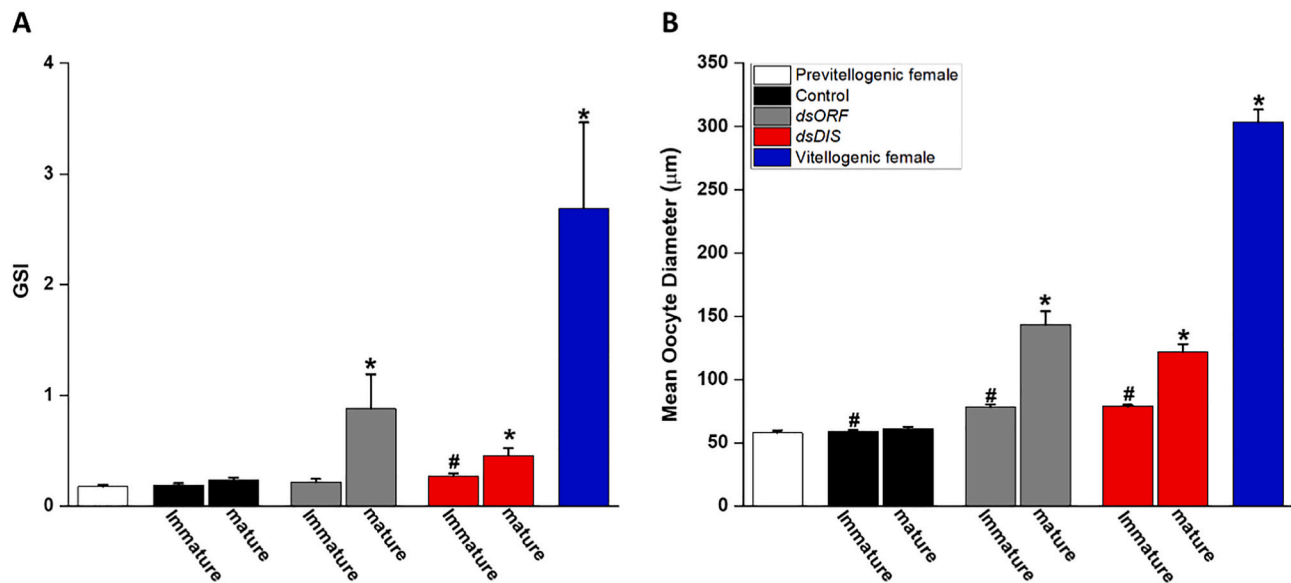 A
GSI
4
3
2
1
0
*
*
#
*
Immature
mature
Immature
mature
Immature
mature
B
Mean Oocyte Diameter (μm)
350
300
250
200
150
100
50
0
Previtellogenic female
Control
dsORF
dsDIS
Vitellogenic female
*
*
*
#
#
#
Immature
mature
Immature
mature
Immature
mature